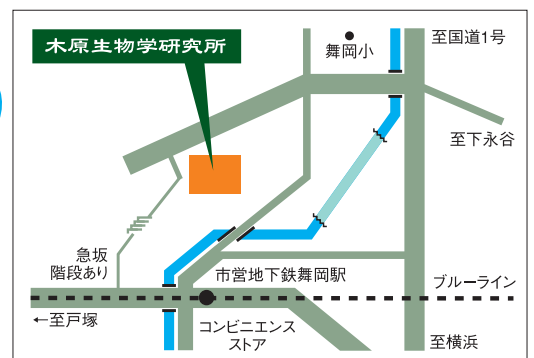 木原生物学研究所
舞岡小
至国道1号
至下永谷
急坂
階段あり
市営地下鉄舞岡駅
ブルーライン
←至戸塚
コンビニエンス
ストア
至横浜